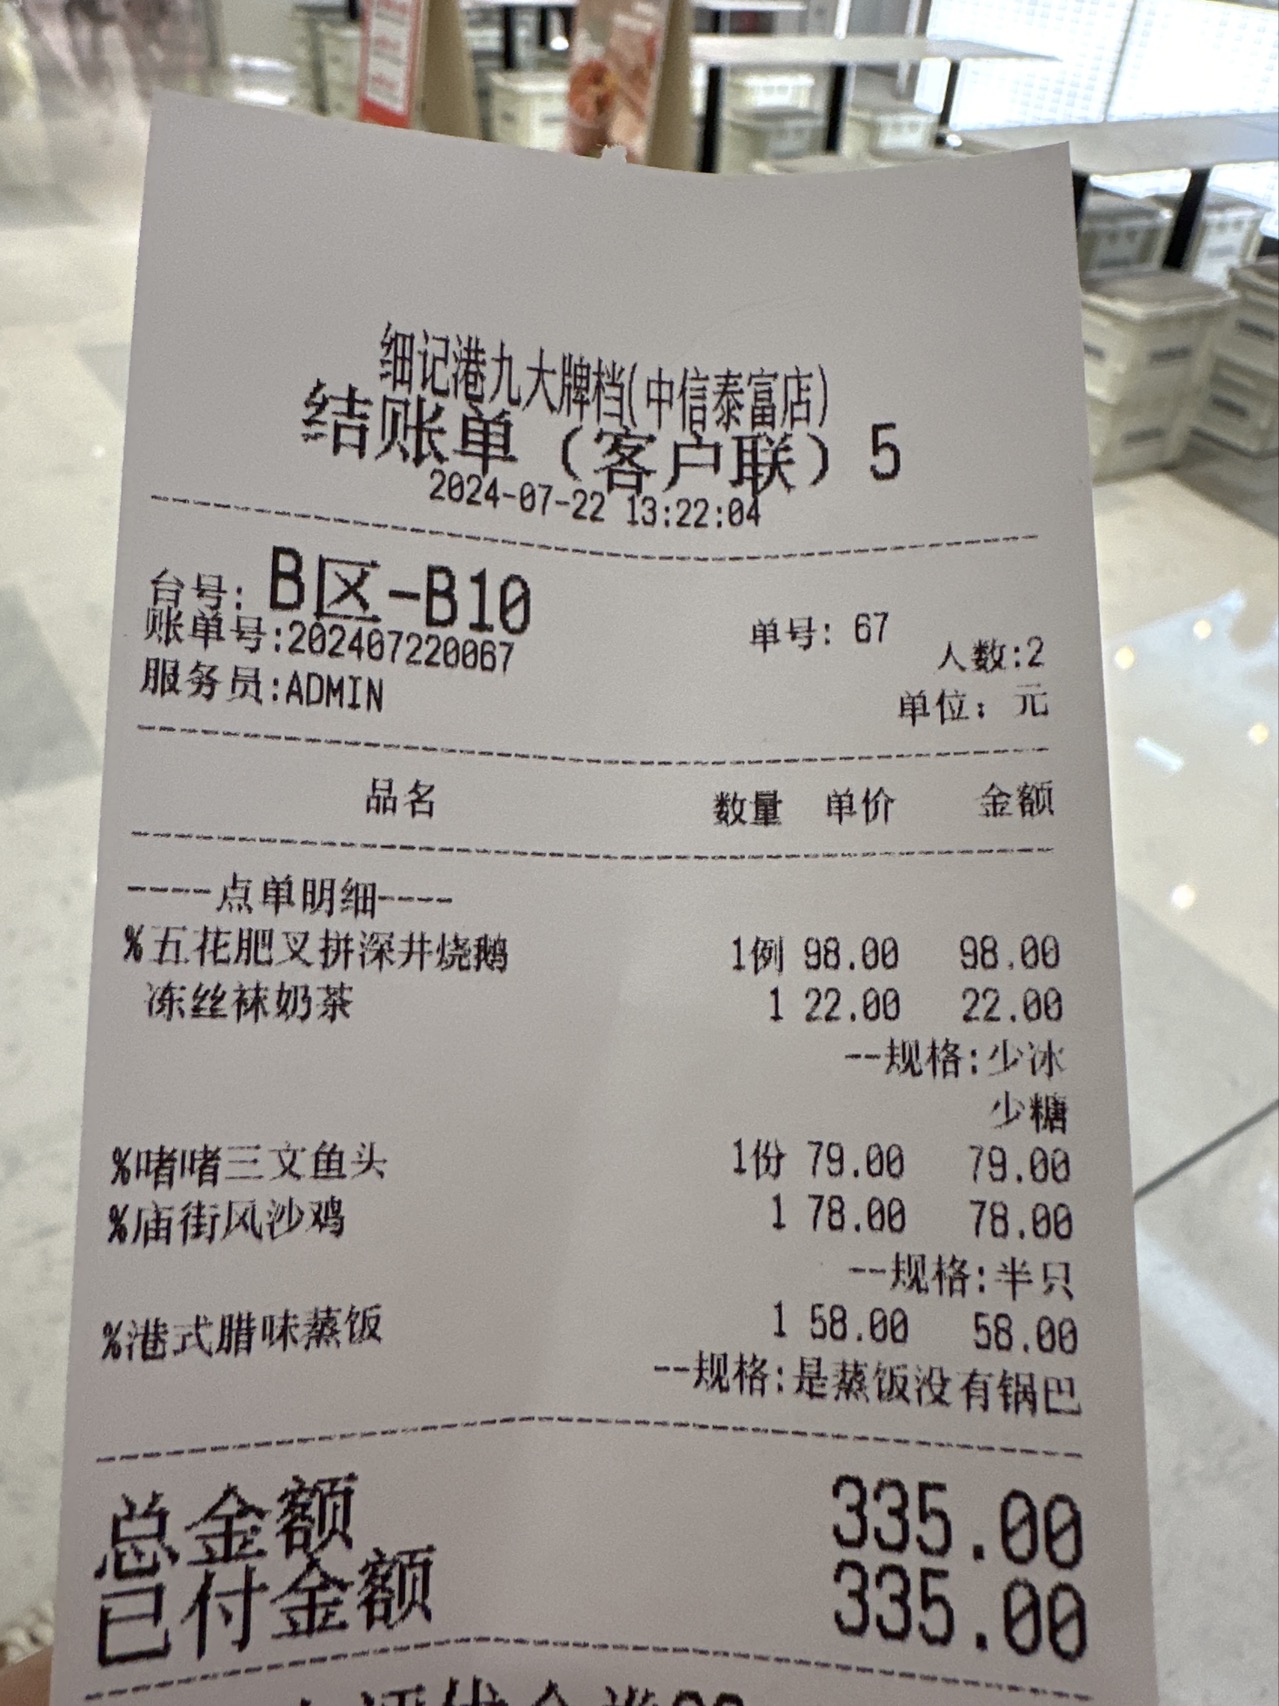 细记港九大牌档(中信泰富店)
结账单（客户联）5
2024-07-22 13:22:04
台号: B区-B10 单号: 67
账单号:202407220067 人数:2
服务员:ADMIN 单位: 元
品名 数量 单价 金额
----点单明细----
%五花肥叉拼深井烧鹅 1例 98.00 98.00
冻丝袜奶茶 1 22.00 22.00
--规格:少冰
少糖
%啫啫三文鱼头 1份 79.00 79.00
%庙街风沙鸡 1 78.00 78.00
--规格:半只
%港式腊味蒸饭 1 58.00 58.00
--规格:是蒸饭没有锅巴
总金额 335.00
已付金额 335.00